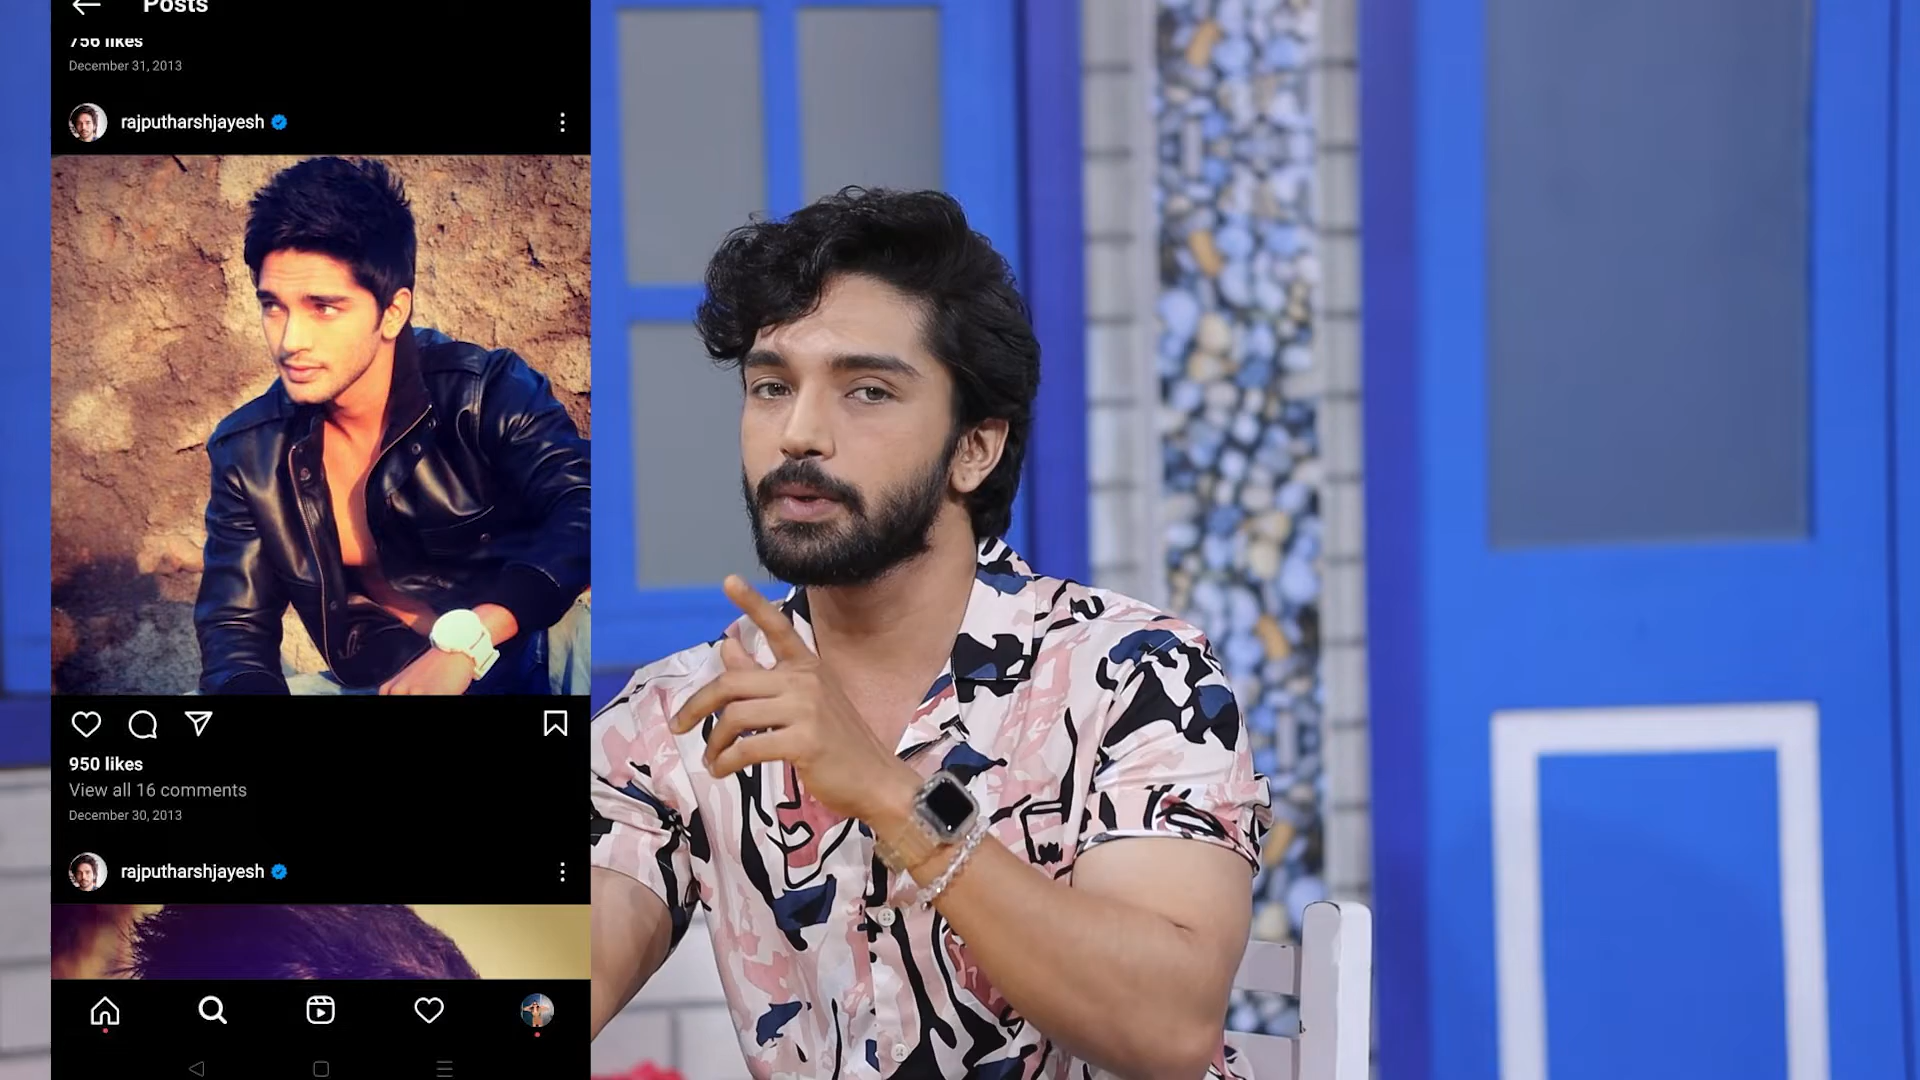 Posts
756 likes
December 31, 2013
rajputharshjayesh
950 likes
View all 16 comments
December 30, 2013
rajputharshjayesh